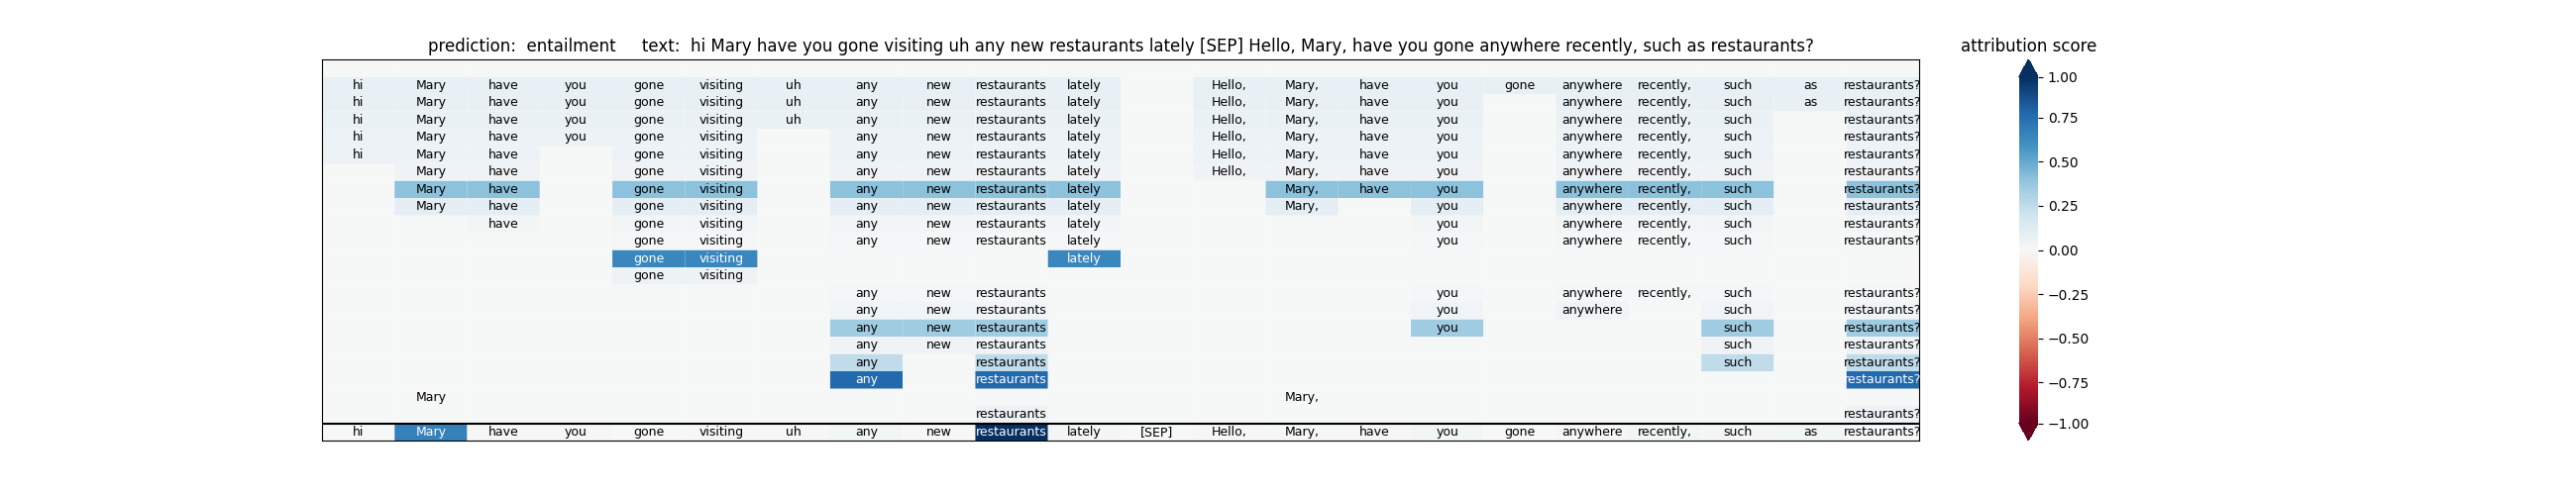 prediction:  entailment     text:  hi Mary have you gone visiting uh any new restaurants lately [SEP] Hello, Mary, have you gone anywhere recently, such as restaurants?
attribution score
hi Mary have you gone visiting uh any new restaurants lately Hello, Mary, have you gone anywhere recently, such as restaurants?
hi Mary have you gone visiting uh any new restaurants lately Hello, Mary, have you anywhere recently, such as restaurants?
hi Mary have you gone visiting uh any new restaurants lately Hello, Mary, have you anywhere recently, such restaurants?
hi Mary have you gone visiting any new restaurants lately Hello, Mary, have you anywhere recently, such restaurants?
hi Mary have gone visiting any new restaurants lately Hello, Mary, have you anywhere recently, such restaurants?
Mary have gone visiting any new restaurants lately Hello, Mary, have you anywhere recently, such restaurants?
Mary have gone visiting any new restaurants lately Mary, have you anywhere recently, such restaurants?
Mary have gone visiting any new restaurants lately Mary, you anywhere recently, such restaurants?
have gone visiting any new restaurants lately you anywhere recently, such restaurants?
gone visiting any new restaurants lately you anywhere recently, such restaurants?
gone visiting lately
gone visiting
any new restaurants you anywhere recently, such restaurants?
any new restaurants you anywhere such restaurants?
any new restaurants you such restaurants?
any new restaurants such restaurants?
any restaurants such restaurants?
any restaurants restaurants?
Mary Mary,
restaurants restaurants?
hi Mary have you gone visiting uh any new restaurants lately [SEP] Hello, Mary, have you gone anywhere recently, such as restaurants?
1.00
0.75
0.50
0.25
0.00
−0.25
−0.50
−0.75
−1.00